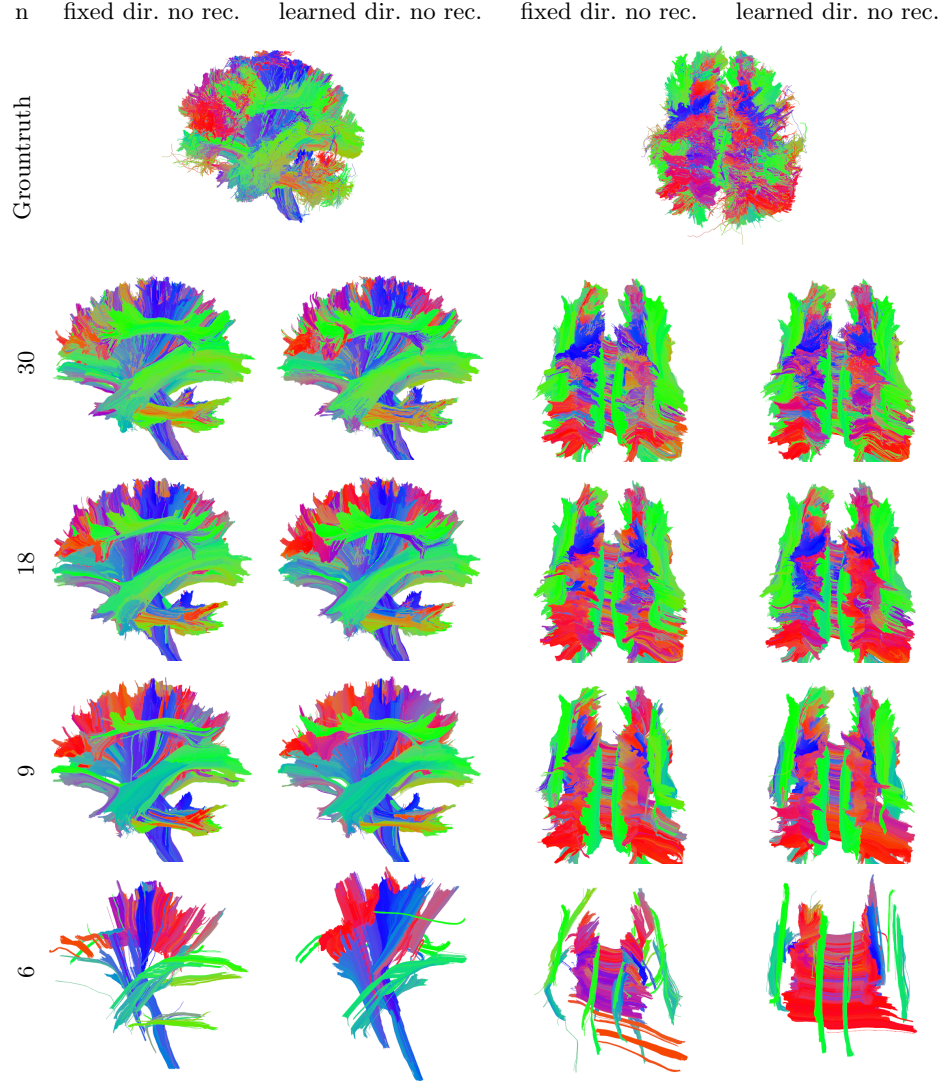 n fixed dir. no rec. learned dir. no rec. fixed dir. no rec. learned dir. no rec.
Grountruth
30
18
9
6